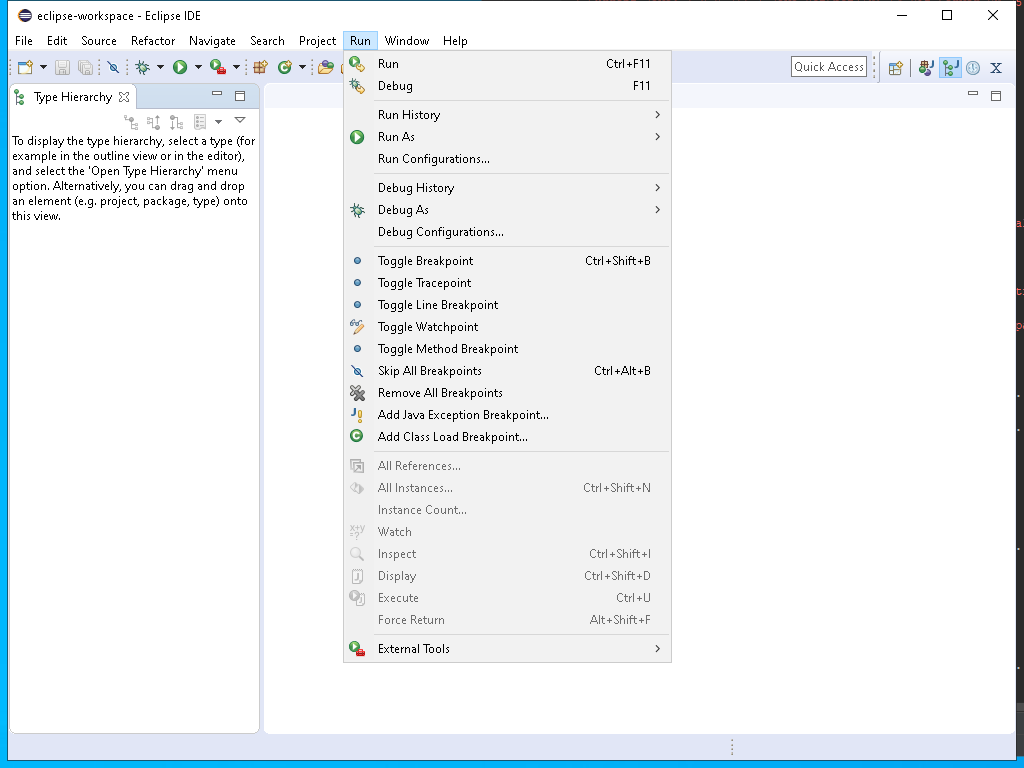 eclipse-workspace - Eclipse IDE
File Edit Source Refactor Navigate Search Project Run Window Help
Quick Access
Type Hierarchy
To display the type hierarchy, select a type (for
example in the outline view or in the editor),
and select the 'Open Type Hierarchy' menu
option. Alternatively, you can drag and drop
an element (e.g. project, package, type) onto
this view.
Run Ctrl+F11
Debug F11
Run History
Run As
Run Configurations...
Debug History
Debug As
Debug Configurations...
Toggle Breakpoint Ctrl+Shift+B
Toggle Tracepoint
Toggle Line Breakpoint
Toggle Watchpoint
Toggle Method Breakpoint
Skip All Breakpoints Ctrl+Alt+B
Remove All Breakpoints
Add Java Exception Breakpoint...
Add Class Load Breakpoint...
All References...
All Instances... Ctrl+Shift+N
Instance Count...
Watch
Inspect Ctrl+Shift+I
Display Ctrl+Shift+D
Execute Ctrl+U
Force Return Alt+Shift+F
External Tools